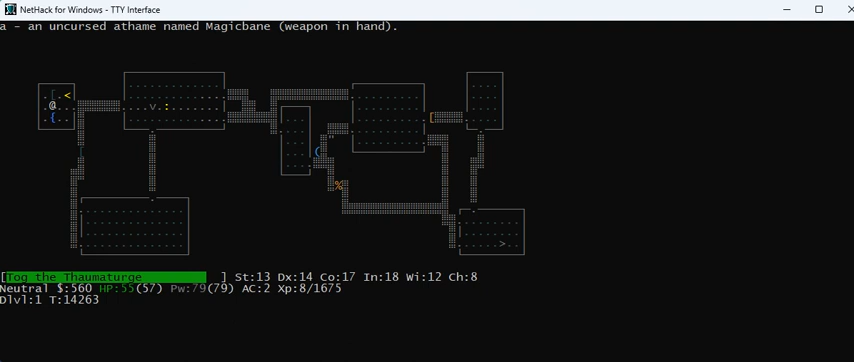 NetHack for Windows - TTY Interface
a - an uncursed athame named Magicbane (weapon in hand).
[Tog the Thaumaturge ] St:13 Dx:14 Co:17 In:18 Wi:12 Ch:8
Neutral $:560 HP:55(57) Pw:79(79) AC:2 Xp:8/1675
Dlvl:1 T:14263